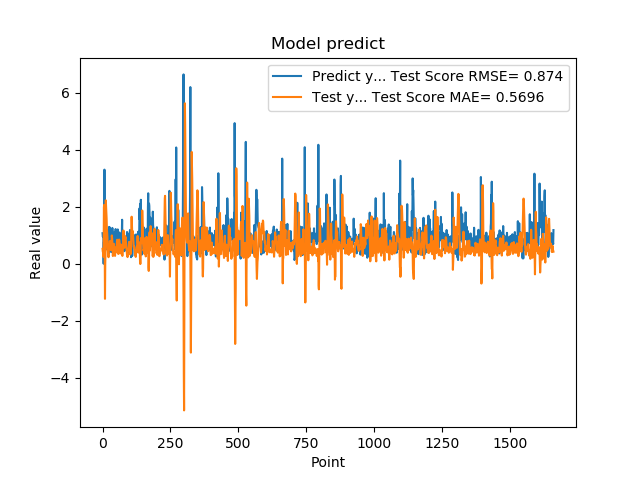 Model predict
Predict y... Test Score RMSE= 0.874
Test y... Test Score MAE= 0.5696
6
4
2
0
−2
−4
Real value
0 250 500 750 1000 1250 1500
Point